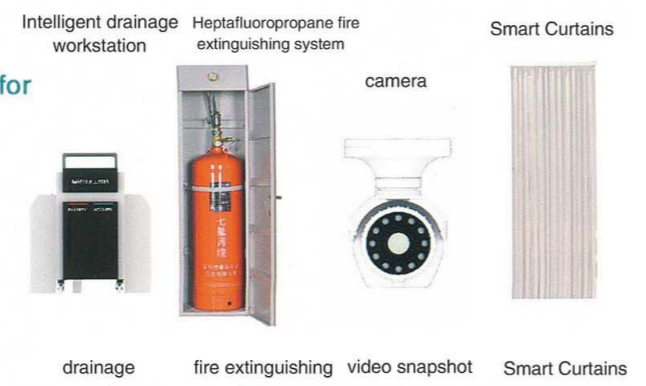 Intelligent drainage
workstation
Heptafluoropropane fire
extinguishing system
Smart Curtains
for
camera
七氟丙烷
drainage
fire extinguishing
video snapshot
Smart Curtains